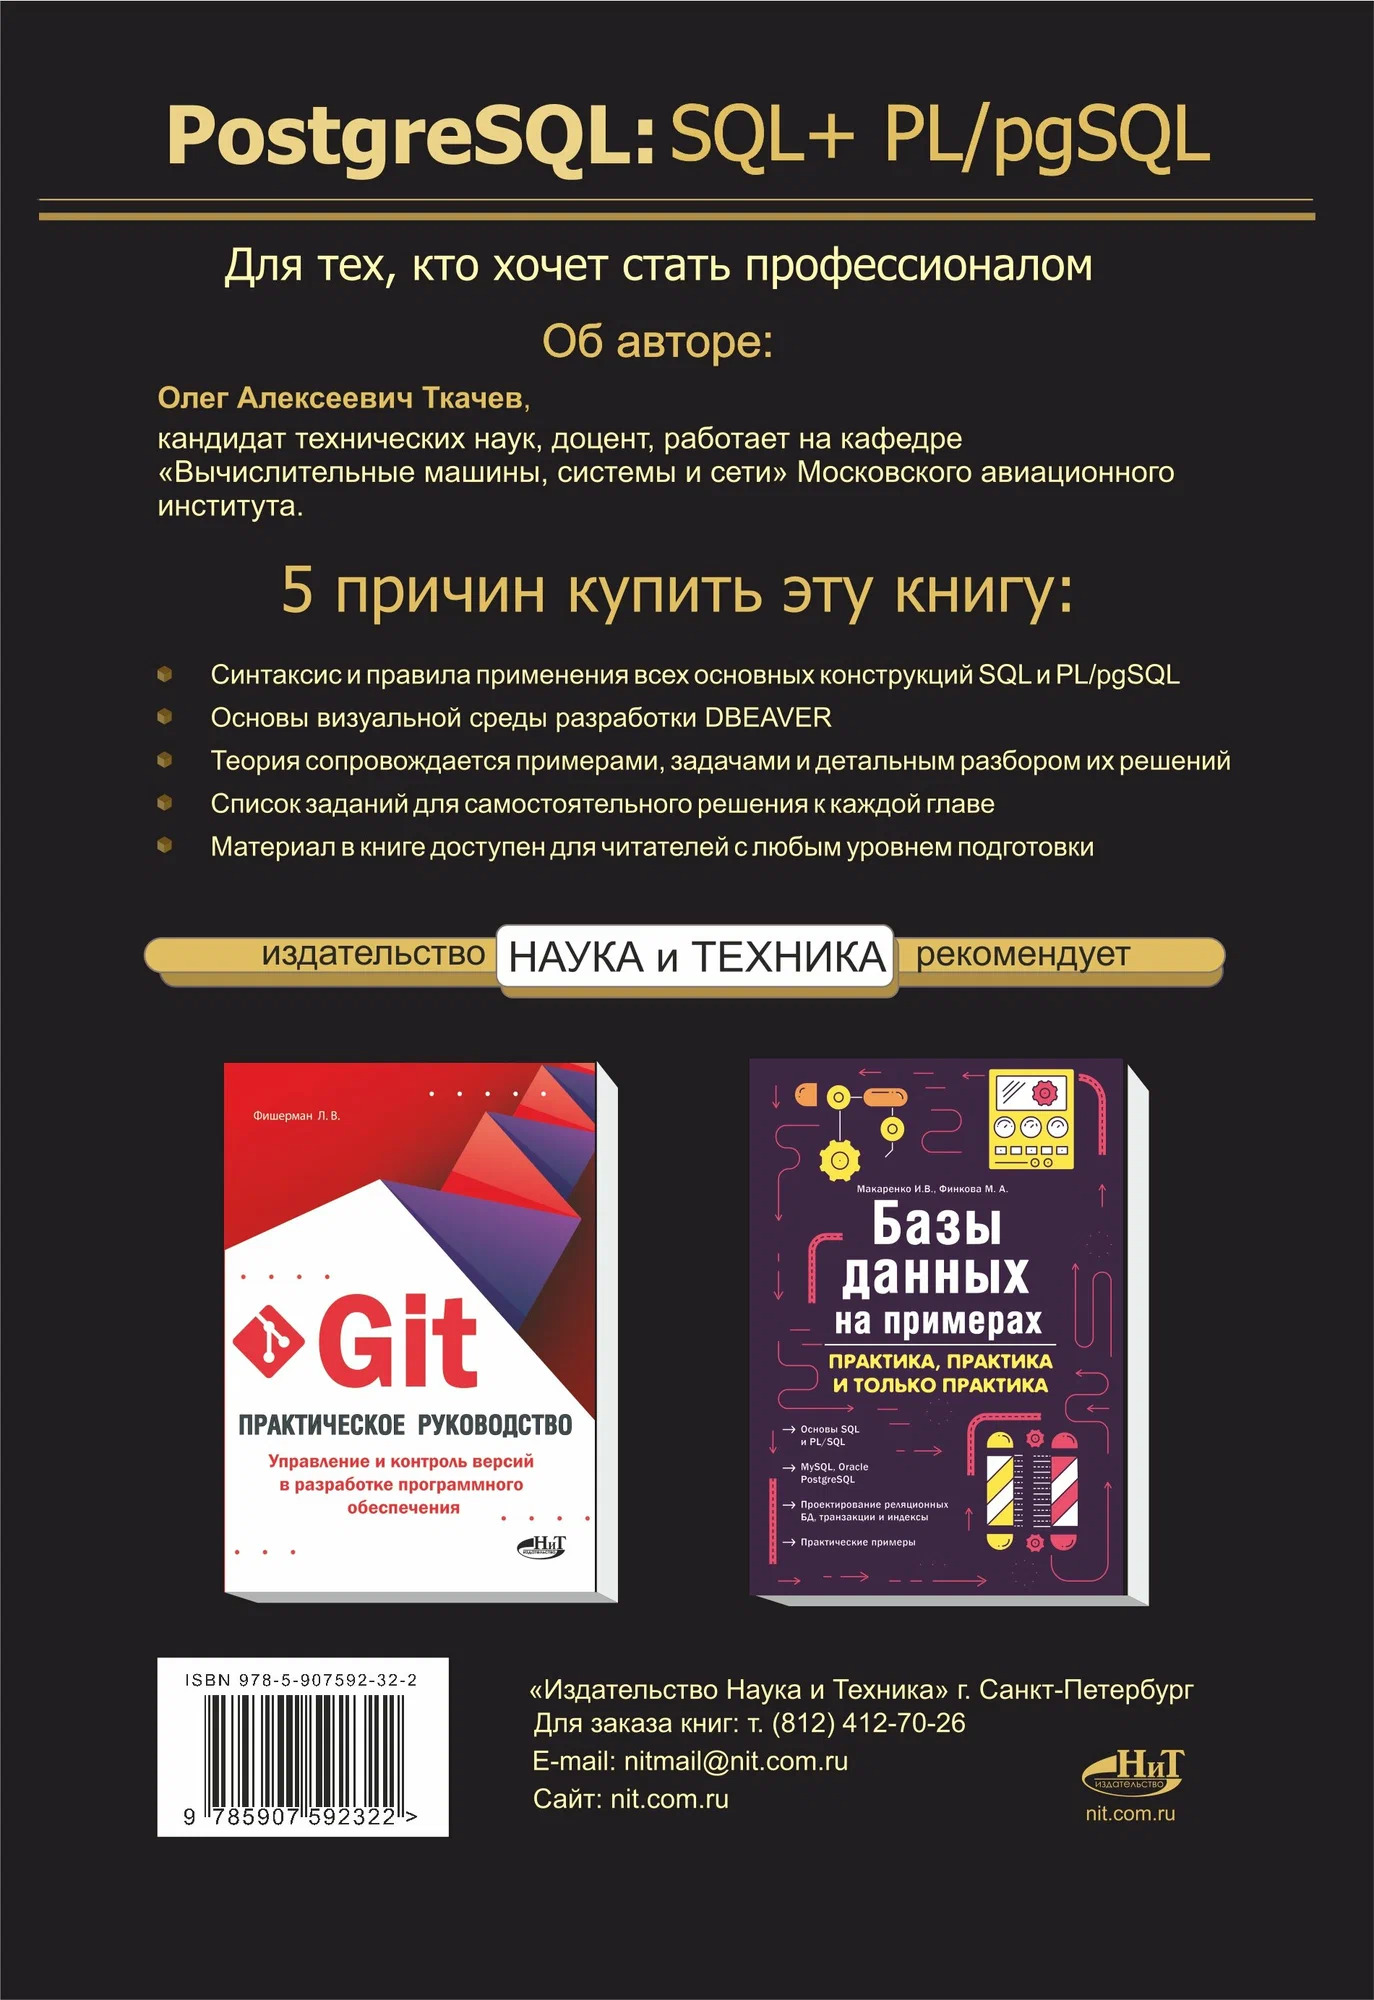 PostgreSQL: SQL+ PL/pgSQL
Для тех, кто хочет стать профессионалом
Об авторе:
Олег Алексеевич Ткачев,
кандидат технических наук, доцент, работает на кафедре
«Вычислительные машины, системы и сети» Московского авиационного
института.
5 причин купить эту книгу:
Синтаксис и правила применения всех основных конструкций SQL и PL/pgSQL
Основы визуальной среды разработки DBEAVER
Теория сопровождается примерами, задачами и детальным разбором их решений
Список заданий для самостоятельного решения к каждой главе
Материал в книге доступен для читателей с любым уровнем подготовки
издательство НАУКА и ТЕХНИКА рекомендует
Фишерман Л. В.
Git
ПРАКТИЧЕСКОЕ РУКОВОДСТВО
Управление и контроль версий
в разработке программного
обеспечения
НиТ
издательство
Макаренко И.В., Финкова М. А.
Базы
данных
на примерах
ПРАКТИКА, ПРАКТИКА
И ТОЛЬКО ПРАКТИКА
Основы SQL
и PL/SQL
MySQL, Oracle
PostgreSQL
Проектирование реляционных
БД, транзакции и индексы
Практические примеры
ISBN 978-5-907592-32-2
9 785907 592322 >
«Издательство Наука и Техника» г. Санкт-Петербург
Для заказа книг: т. (812) 412-70-26
E-mail: nitmail@nit.com.ru
Сайт: nit.com.ru
НиТ
издательство
nit.com.ru